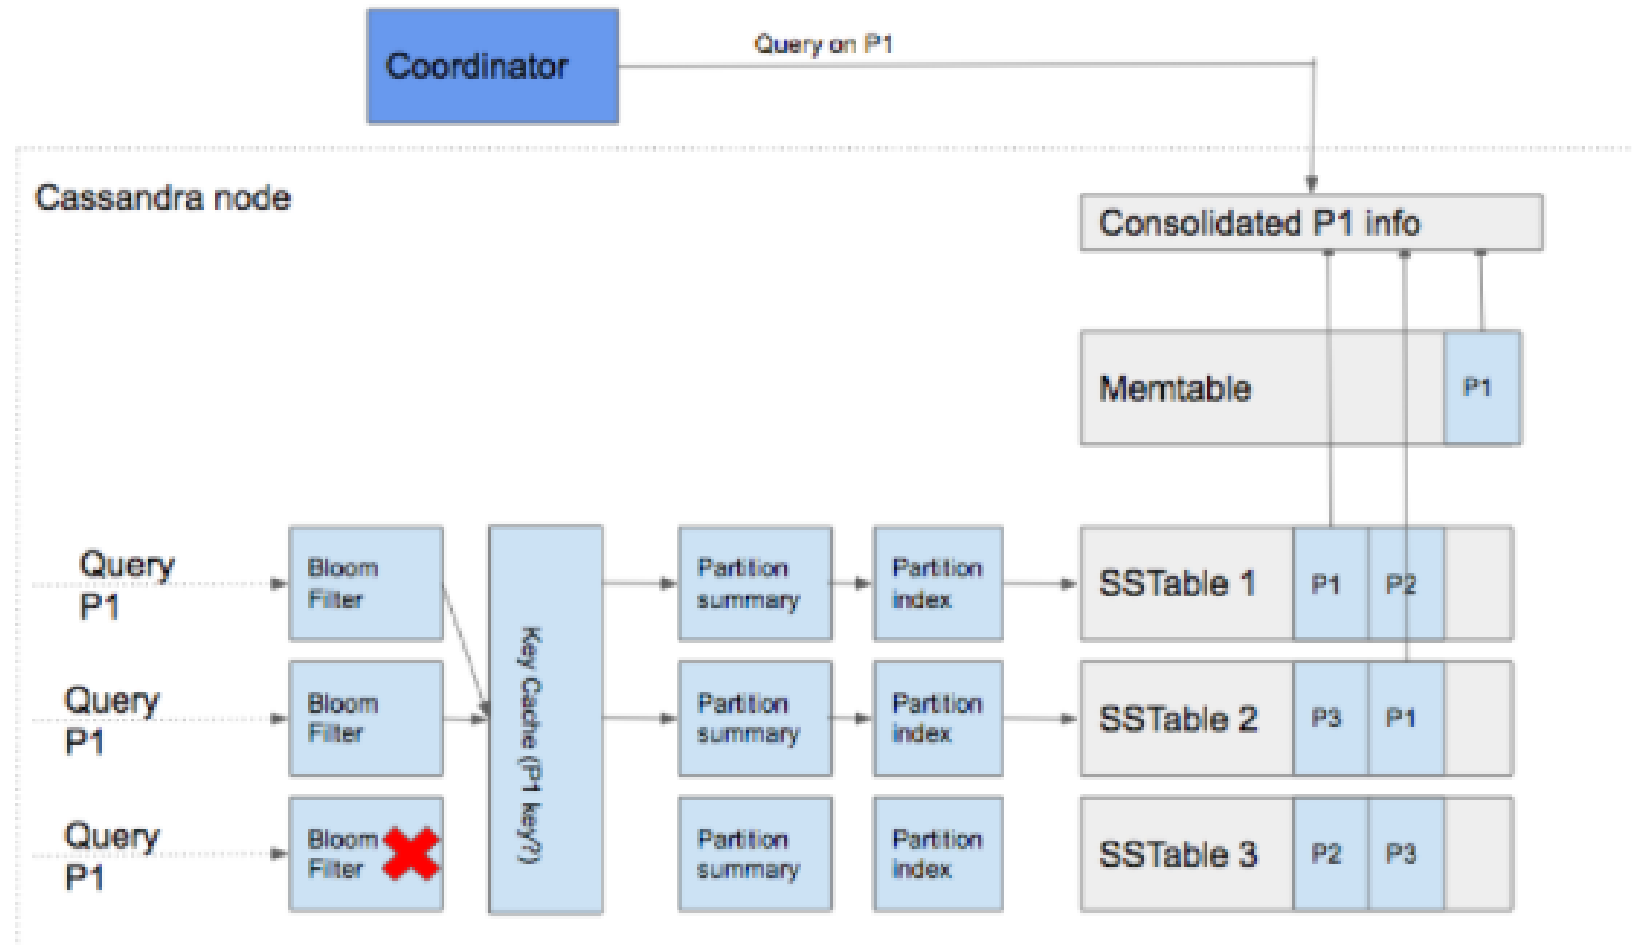 Coordinator
Query on P1
Cassandra node
Consolidated P1 info
Memtable
P1
Query
P1
Bloom
Filter
Key Cache (P1 key?)
Partition
summary
Partition
index
SSTable 1
P1
P2
Query
P1
Bloom
Filter
Partition
summary
Partition
index
SSTable 2
P3
P1
Query
P1
Bloom
Filter
Partition
summary
Partition
index
SSTable 3
P2
P3